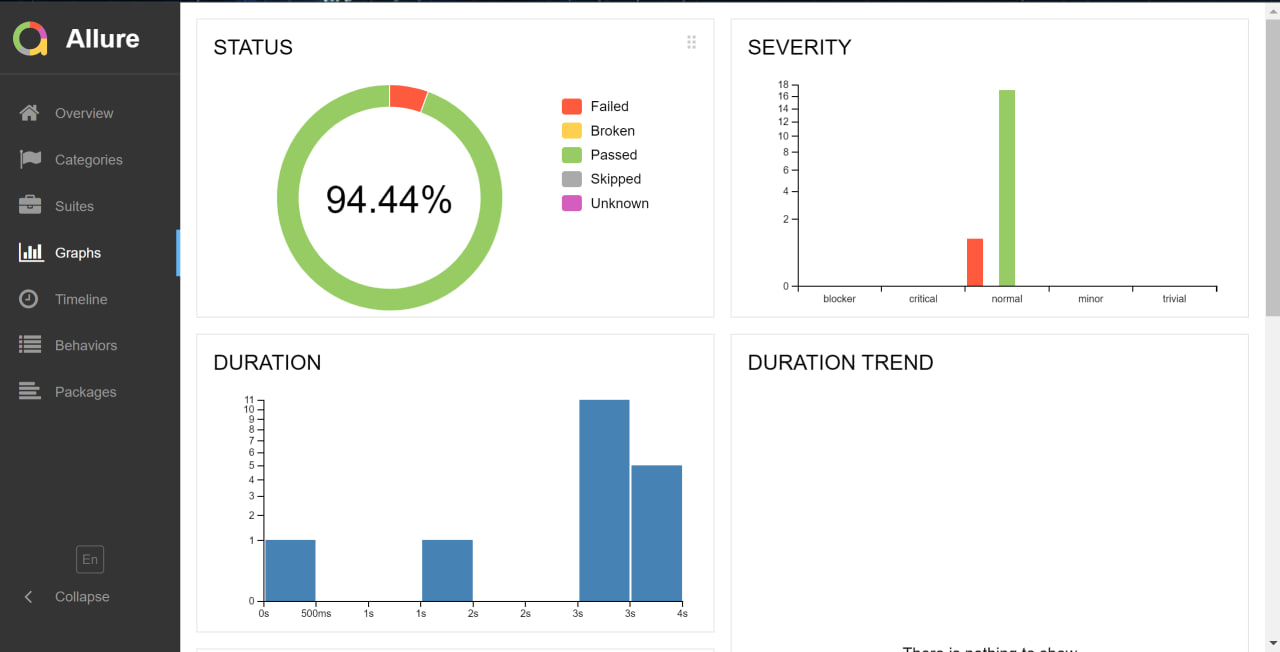 Allure
Overview
Categories
Suites
Graphs
Timeline
Behaviors
Packages
En
Collapse
STATUS
94.44%
Failed
Broken
Passed
Skipped
Unknown
SEVERITY
18
16
14
12
10
8
6
4
2
0
blocker critical normal minor trivial
DURATION
11
10
9
8
7
6
5
4
3
2
1
0
0s 500ms 1s 1s 2s 2s 3s 3s 4s
DURATION TREND
There is nothing to show